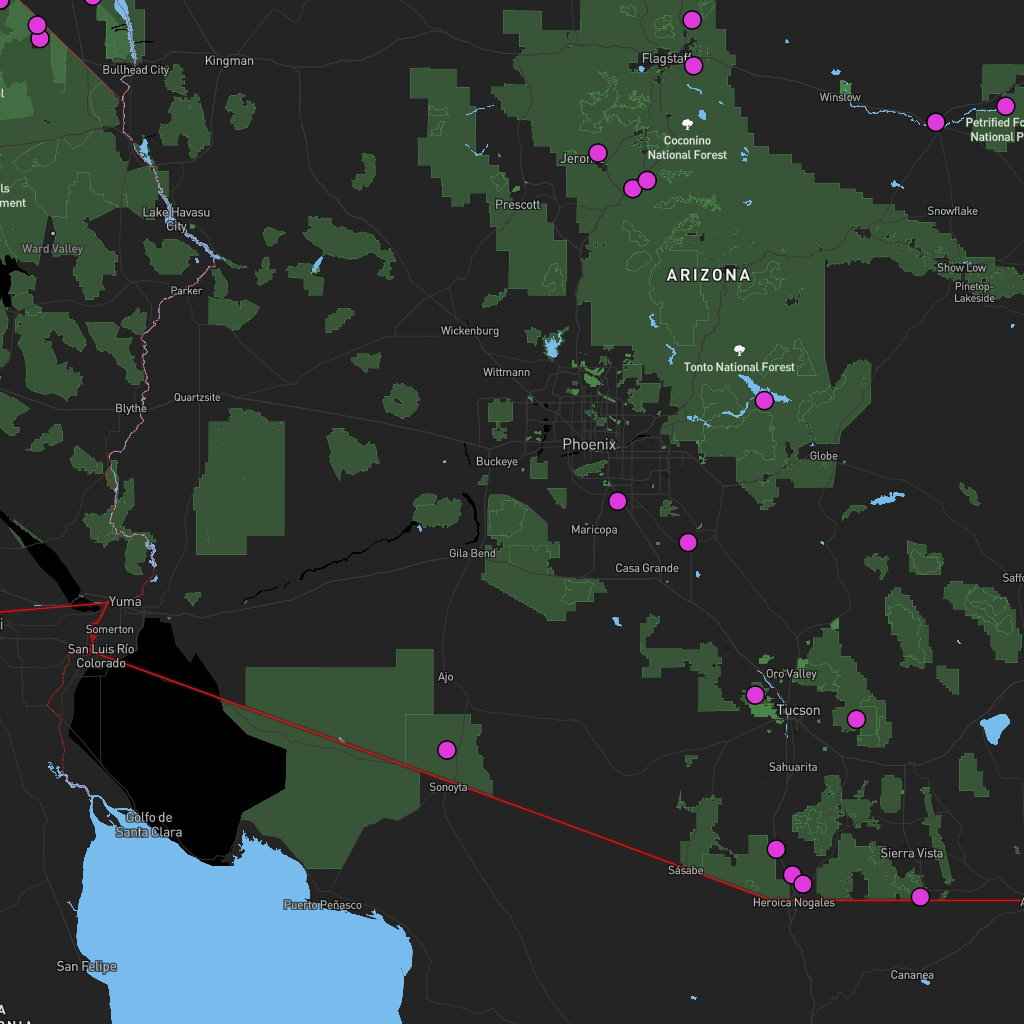 Kingman
Bullhead City
Flagstaff
Winslow
Petrified Fo
National P
Coconino
National Forest
Jerome
ls
ment
Prescott
Lake Havasu
City
Snowflake
Ward Valley
ARIZONA
Show Low
Pinetop-
Lakeside
Parker
Wickenburg
Tonto National Forest
Wittmann
Quartzsite
Blythe
Phoenix
Globe
Buckeye
Maricopa
Gila Bend
Casa Grande
Saffo
Yuma
i
Somerton
San Luis Río
Colorado
Ajo
Oro Valley
Tucson
Sahuarita
Sonoyta
Golfo de
Santa Clara
Sierra Vista
Sásabe
Puerto Peñasco
Heroica Nogales
A
San Felipe
Cananea
A